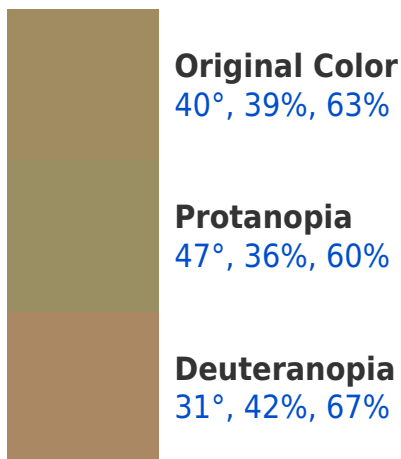 Original Color
40°, 39%, 63%
Protanopia
47°, 36%, 60%
Deuteranopia
31°, 42%, 67%